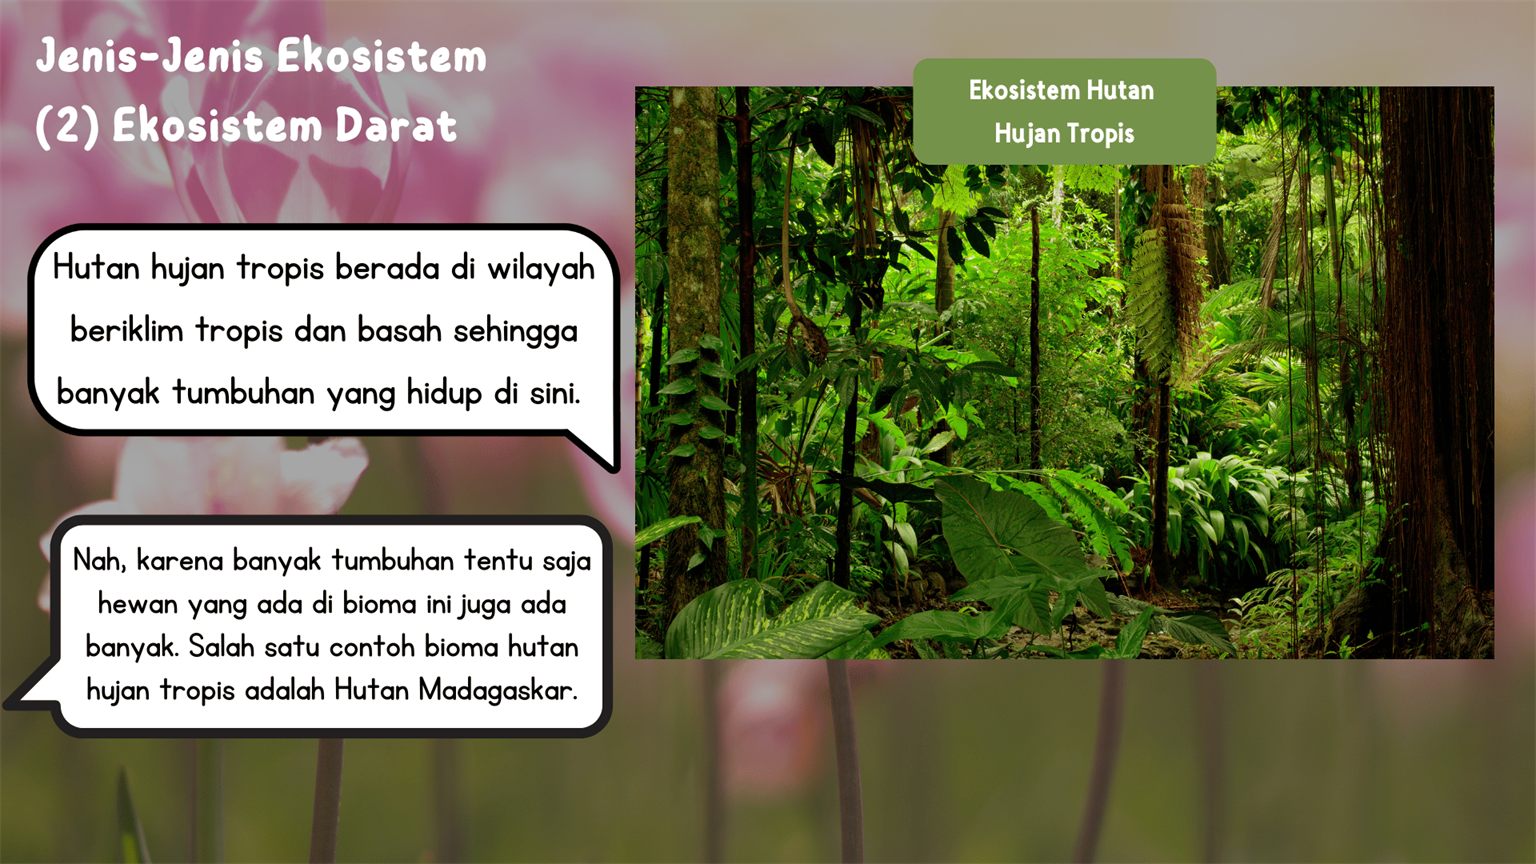 Jenis-Jenis Ekosistem
(2) Ekosistem Darat
Ekosistem Hutan
Hujan Tropis
Hutan hujan tropis berada di wilayah
beriklim tropis dan basah sehingga
banyak tumbuhan yang hidup di sini.
Nah, karena banyak tumbuhan tentu saja
hewan yang ada di bioma ini juga ada
banyak. Salah satu contoh bioma hutan
hujan tropis adalah Hutan Madagaskar.